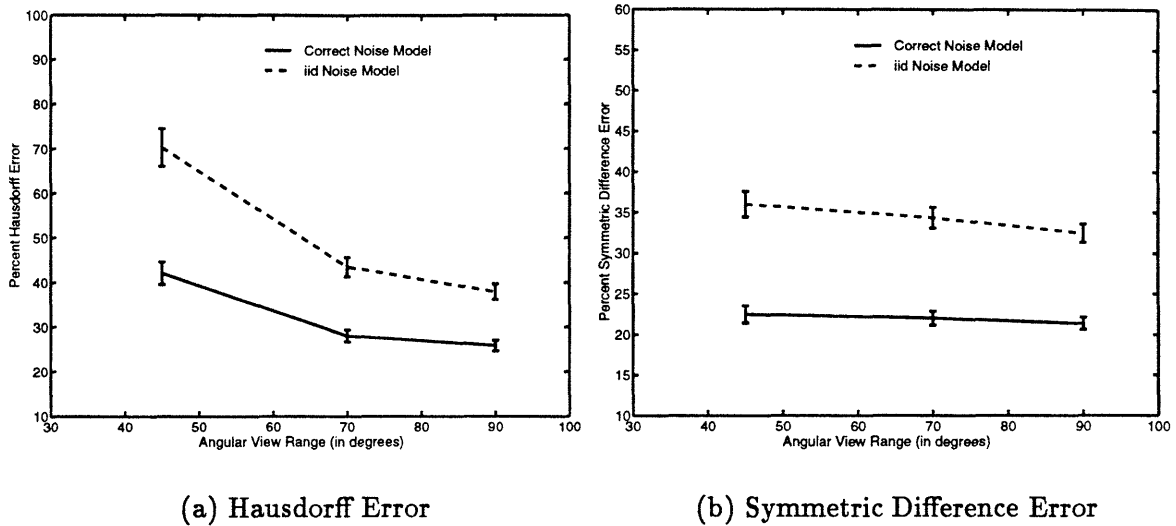 100
90
80
70
60
50
40
30
20
10
Percent Hausdorff Error
Correct Noise Model
iid Noise Model
30 40 50 60 70 80 90 100
Angular View Range (in degrees)
(a) Hausdorff Error
60
55
50
45
40
35
30
25
20
15
10
Percent Symmetric Difference Error
Correct Noise Model
iid Noise Model
30 40 50 60 70 80 90 100
Angular View Range (in degrees)
(b) Symmetric Difference Error